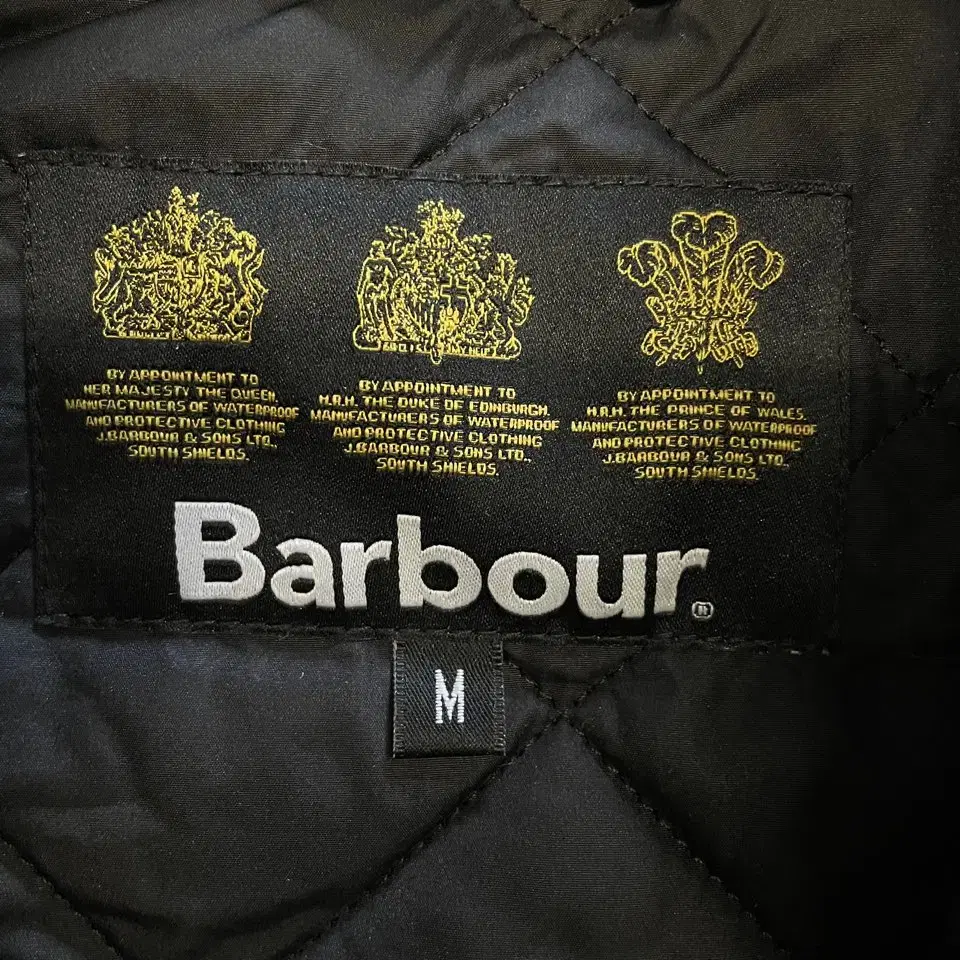 BY APPOINTMENT TO
HER MAJESTY THE QUEEN.
MANUFACTURERS OF WATERPROOF
AND PROTECTIVE CLOTHING
J.BARBOUR & SONS LTD.,
SOUTH SHIELDS.
BY APPOINTMENT TO
H.R.H. THE DUKE OF EDINBURGH.
MANUFACTURERS OF WATERPROOF
AND PROTECTIVE CLOTHING
J.BARBOUR & SONS LTD.,
SOUTH SHIELDS.
BY APPOINTMENT TO
H.R.H. THE PRINCE OF WALES.
MANUFACTURERS OF WATERPROOF
AND PROTECTIVE CLOTHING
J.BARBOUR & SONS LTD.,
SOUTH SHIELDS.
Barbour®
M